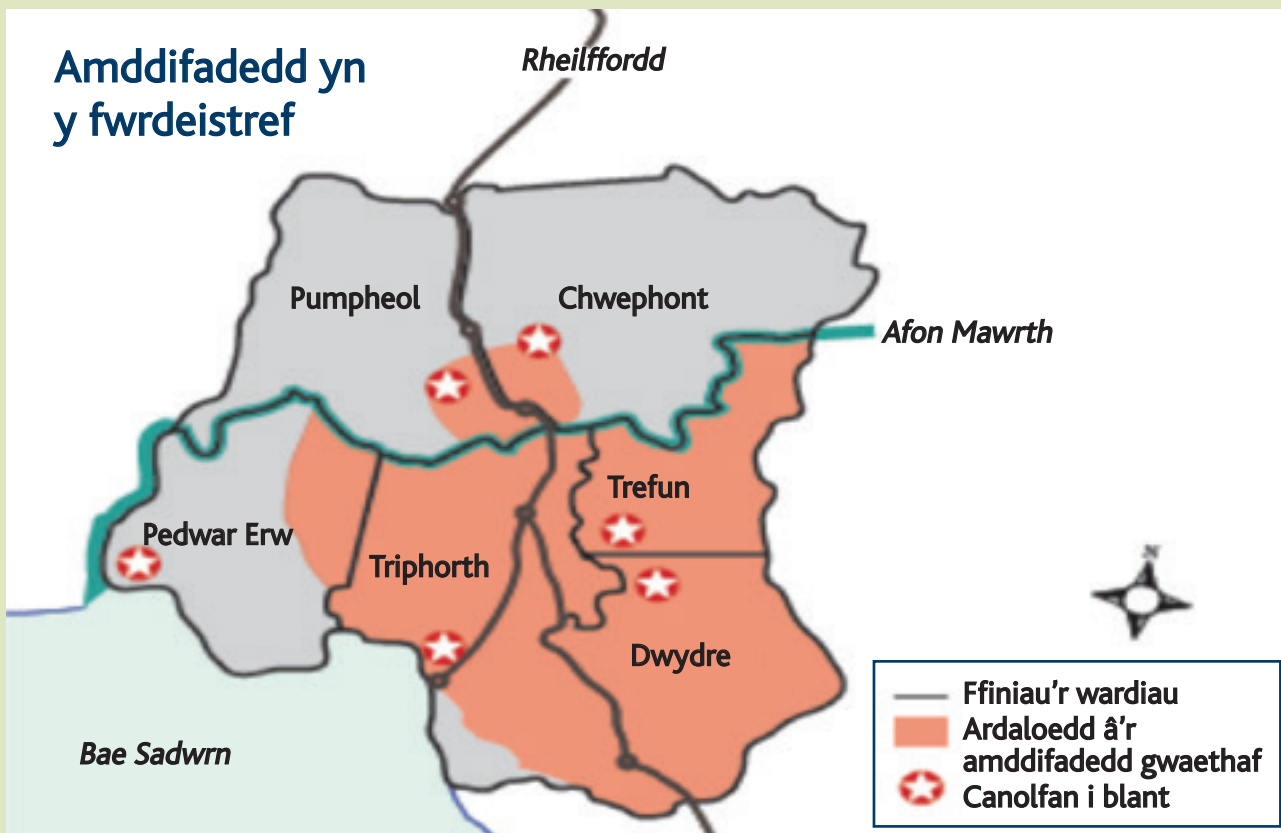 Amddifadedd yn
y fwrdeistref
Rheilffordd
Pumpheol
Chwephont
Afon Mawrth
Trefun
Pedwar Erw
Triphorth
N
Dwydre
Bae Sadwrn
Ffiniau'r wardiau
Ardaloedd â'r
amddifadedd gwaethaf
Canolfan i blant